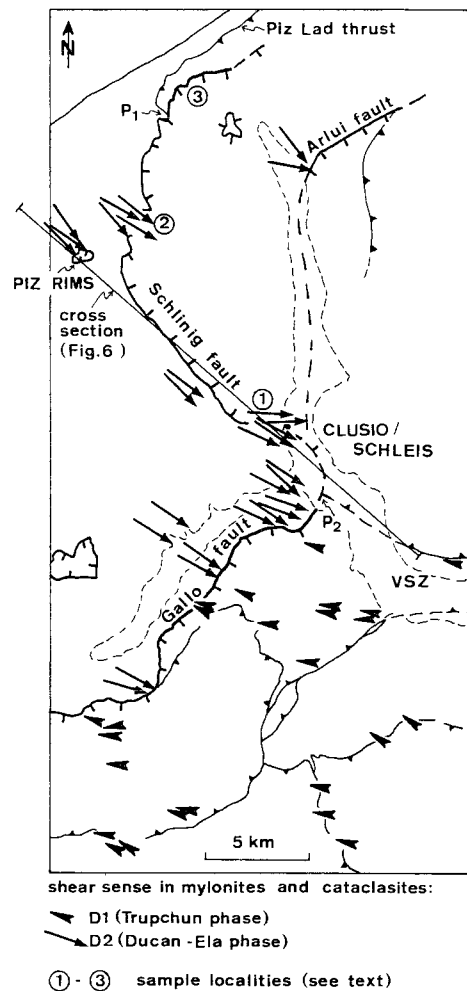 Piz Lad thrust
N
P1
③
Arlui fault
②
PIZ RIMS
cross
section
(Fig.6)
Schlinig fault
①
CLUSIO/
SCHLEIS
P2
Gallo fault
VSZ
5 km
shear sense in mylonites and cataclasites:
D1 (Trupchun phase)
D2 (Ducan-Ela phase)
①-③ sample localities (see text)